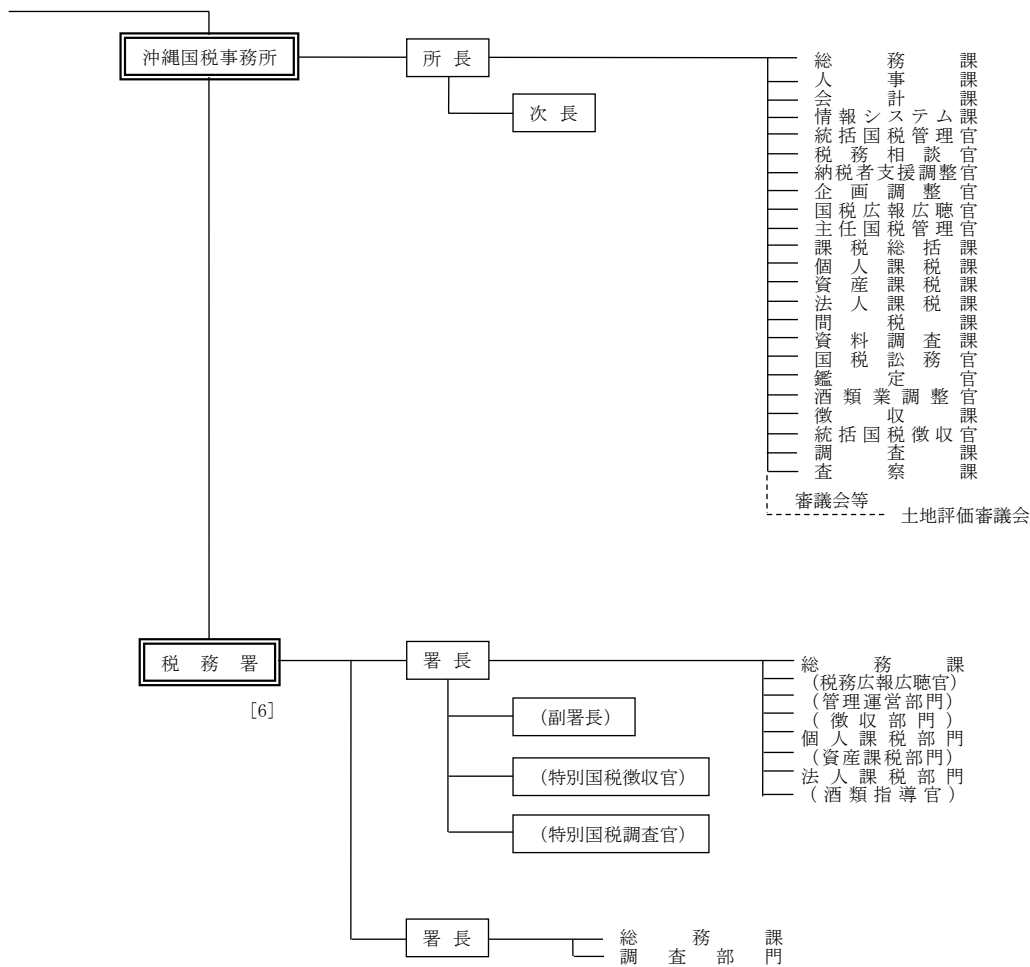 沖縄国税事務所
所長
次長
総務課
人事課
会計課
情報システム課
統括国税管理官
税務相談官
納税者支援調整官
企画調整官
国税広報広聴官
主任国税管理官
課税総括課
個人課税課
資産課税課
法人課税課
間税課
資料調査課
国税訟務官
鑑定官
酒類業調整官
徴収課
統括国税徴収官
調査課
査察課
審議会等
土地評価審議会
税務署
[6]
署長
(副署長)
(特別国税徴収官)
(特別国税調査官)
総務課
(税務広報広聴官)
(管理運営部門)
(徴収部門)
個人課税部門
(資産課税部門)
法人課税部門
(酒類指導官)
署長
総務課
調査部門